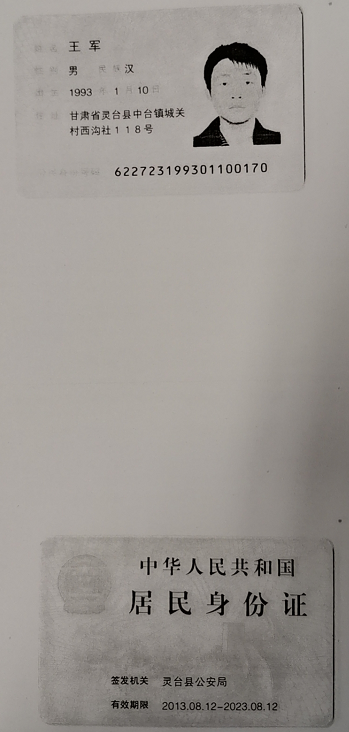 王军
男 汉
1993 1 10
甘肃省灵台县中台镇城关
村西沟社118号
622723199301100170
中华人民共和国
居民身份证
签发机关 灵台县公安局
有效期限 2013.08.12-2023.08.12